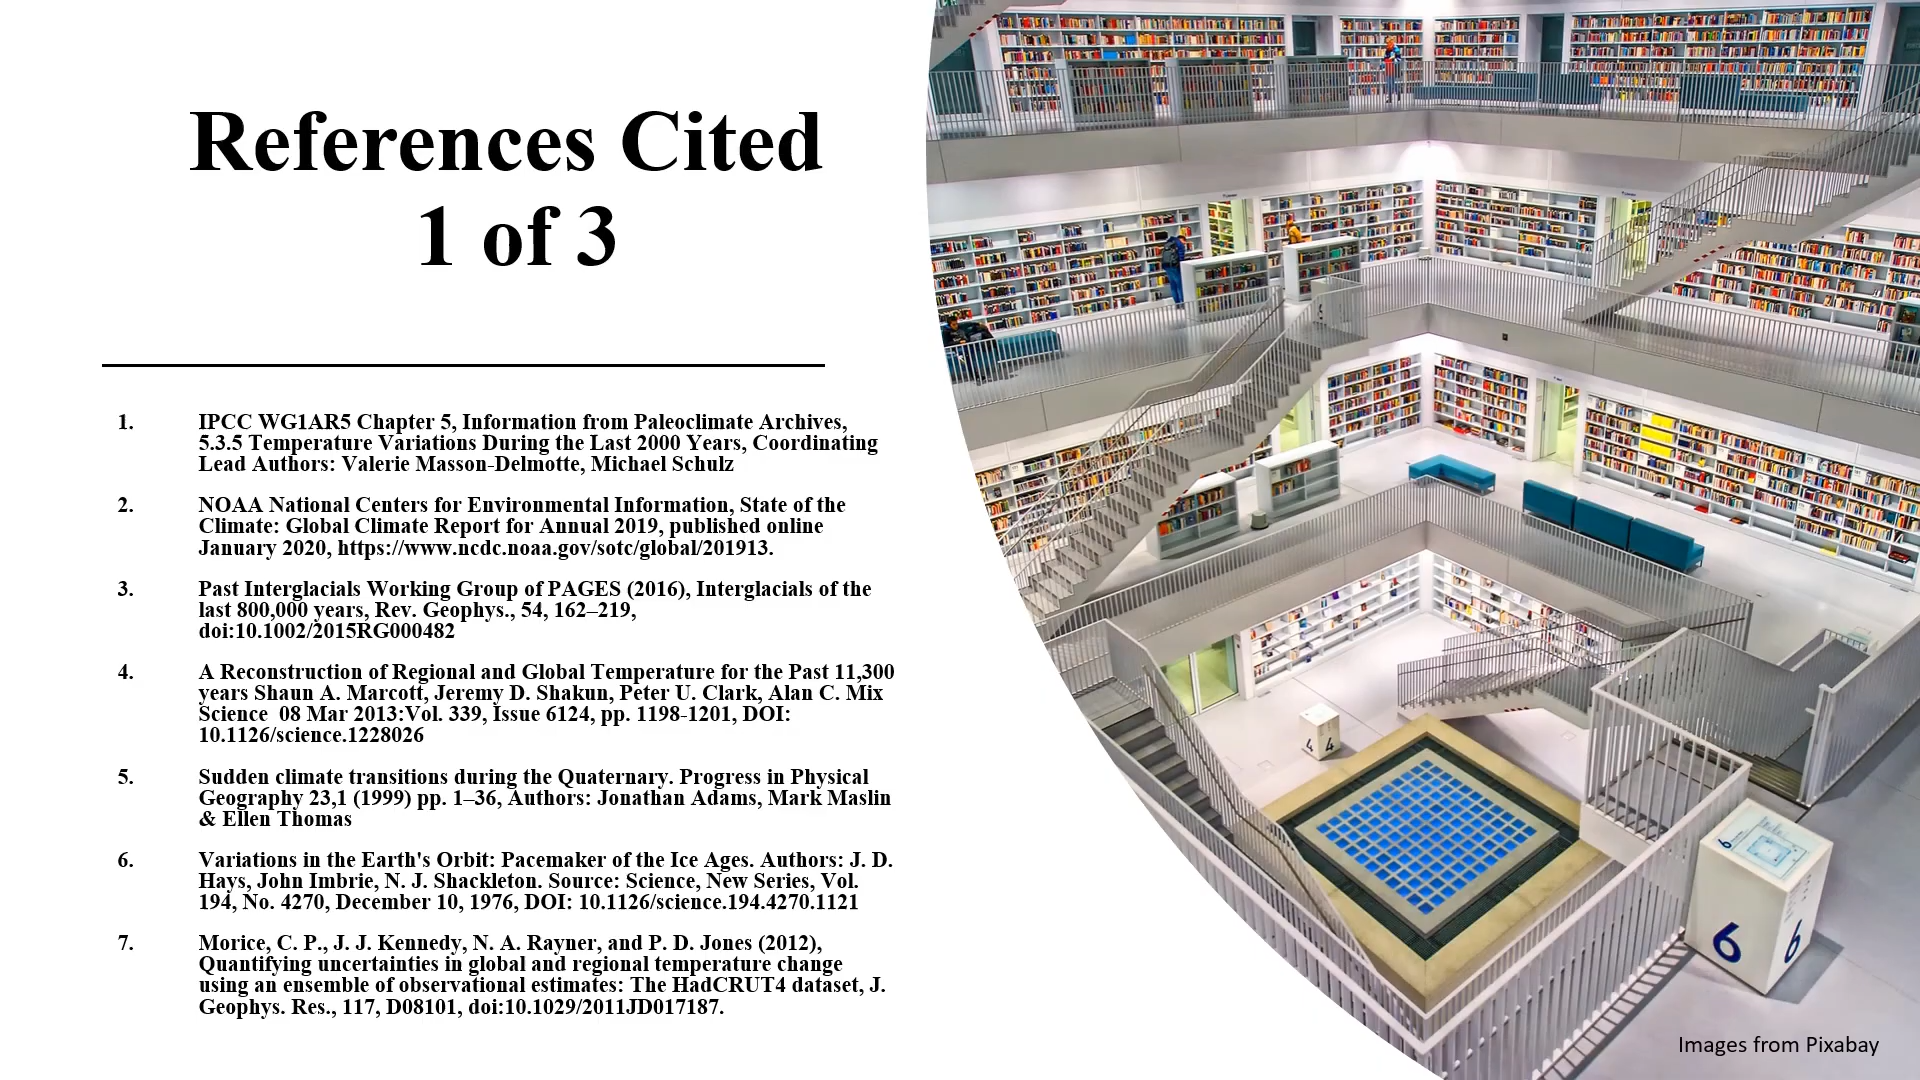 References Cited
1 of 3
1. IPCC WG1AR5 Chapter 5, Information from Paleoclimate Archives,
5.3.5 Temperature Variations During the Last 2000 Years, Coordinating
Lead Authors: Valerie Masson-Delmotte, Michael Schulz
2. NOAA National Centers for Environmental Information, State of the
Climate: Global Climate Report for Annual 2019, published online
January 2020, https://www.ncdc.noaa.gov/sotc/global/201913.
3. Past Interglacials Working Group of PAGES (2016), Interglacials of the
last 800,000 years, Rev. Geophys., 54, 162–219,
doi:10.1002/2015RG000482
4. A Reconstruction of Regional and Global Temperature for the Past 11,300
years Shaun A. Marcott, Jeremy D. Shakun, Peter U. Clark, Alan C. Mix
Science  08 Mar 2013:Vol. 339, Issue 6124, pp. 1198-1201, DOI:
10.1126/science.1228026
5. Sudden climate transitions during the Quaternary. Progress in Physical
Geography 23,1 (1999) pp. 1–36, Authors: Jonathan Adams, Mark Maslin
& Ellen Thomas
6. Variations in the Earth's Orbit: Pacemaker of the Ice Ages. Authors: J. D.
Hays, John Imbrie, N. J. Shackleton. Source: Science, New Series, Vol.
194, No. 4270, December 10, 1976, DOI: 10.1126/science.194.4270.1121
7. Morice, C. P., J. J. Kennedy, N. A. Rayner, and P. D. Jones (2012),
Quantifying uncertainties in global and regional temperature change
using an ensemble of observational estimates: The HadCRUT4 dataset, J.
Geophys. Res., 117, D08101, doi:10.1029/2011JD017187.
4 4
6
6 6
Images from Pixabay